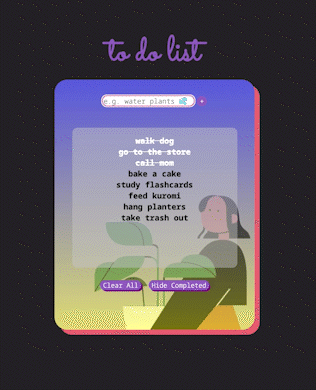 to do list
e.g. water plants
+
walk dog
go to the store
call mom
bake a cake
study flashcards
feed kuromi
hang planters
take trash out
Clear All
Hide Completed